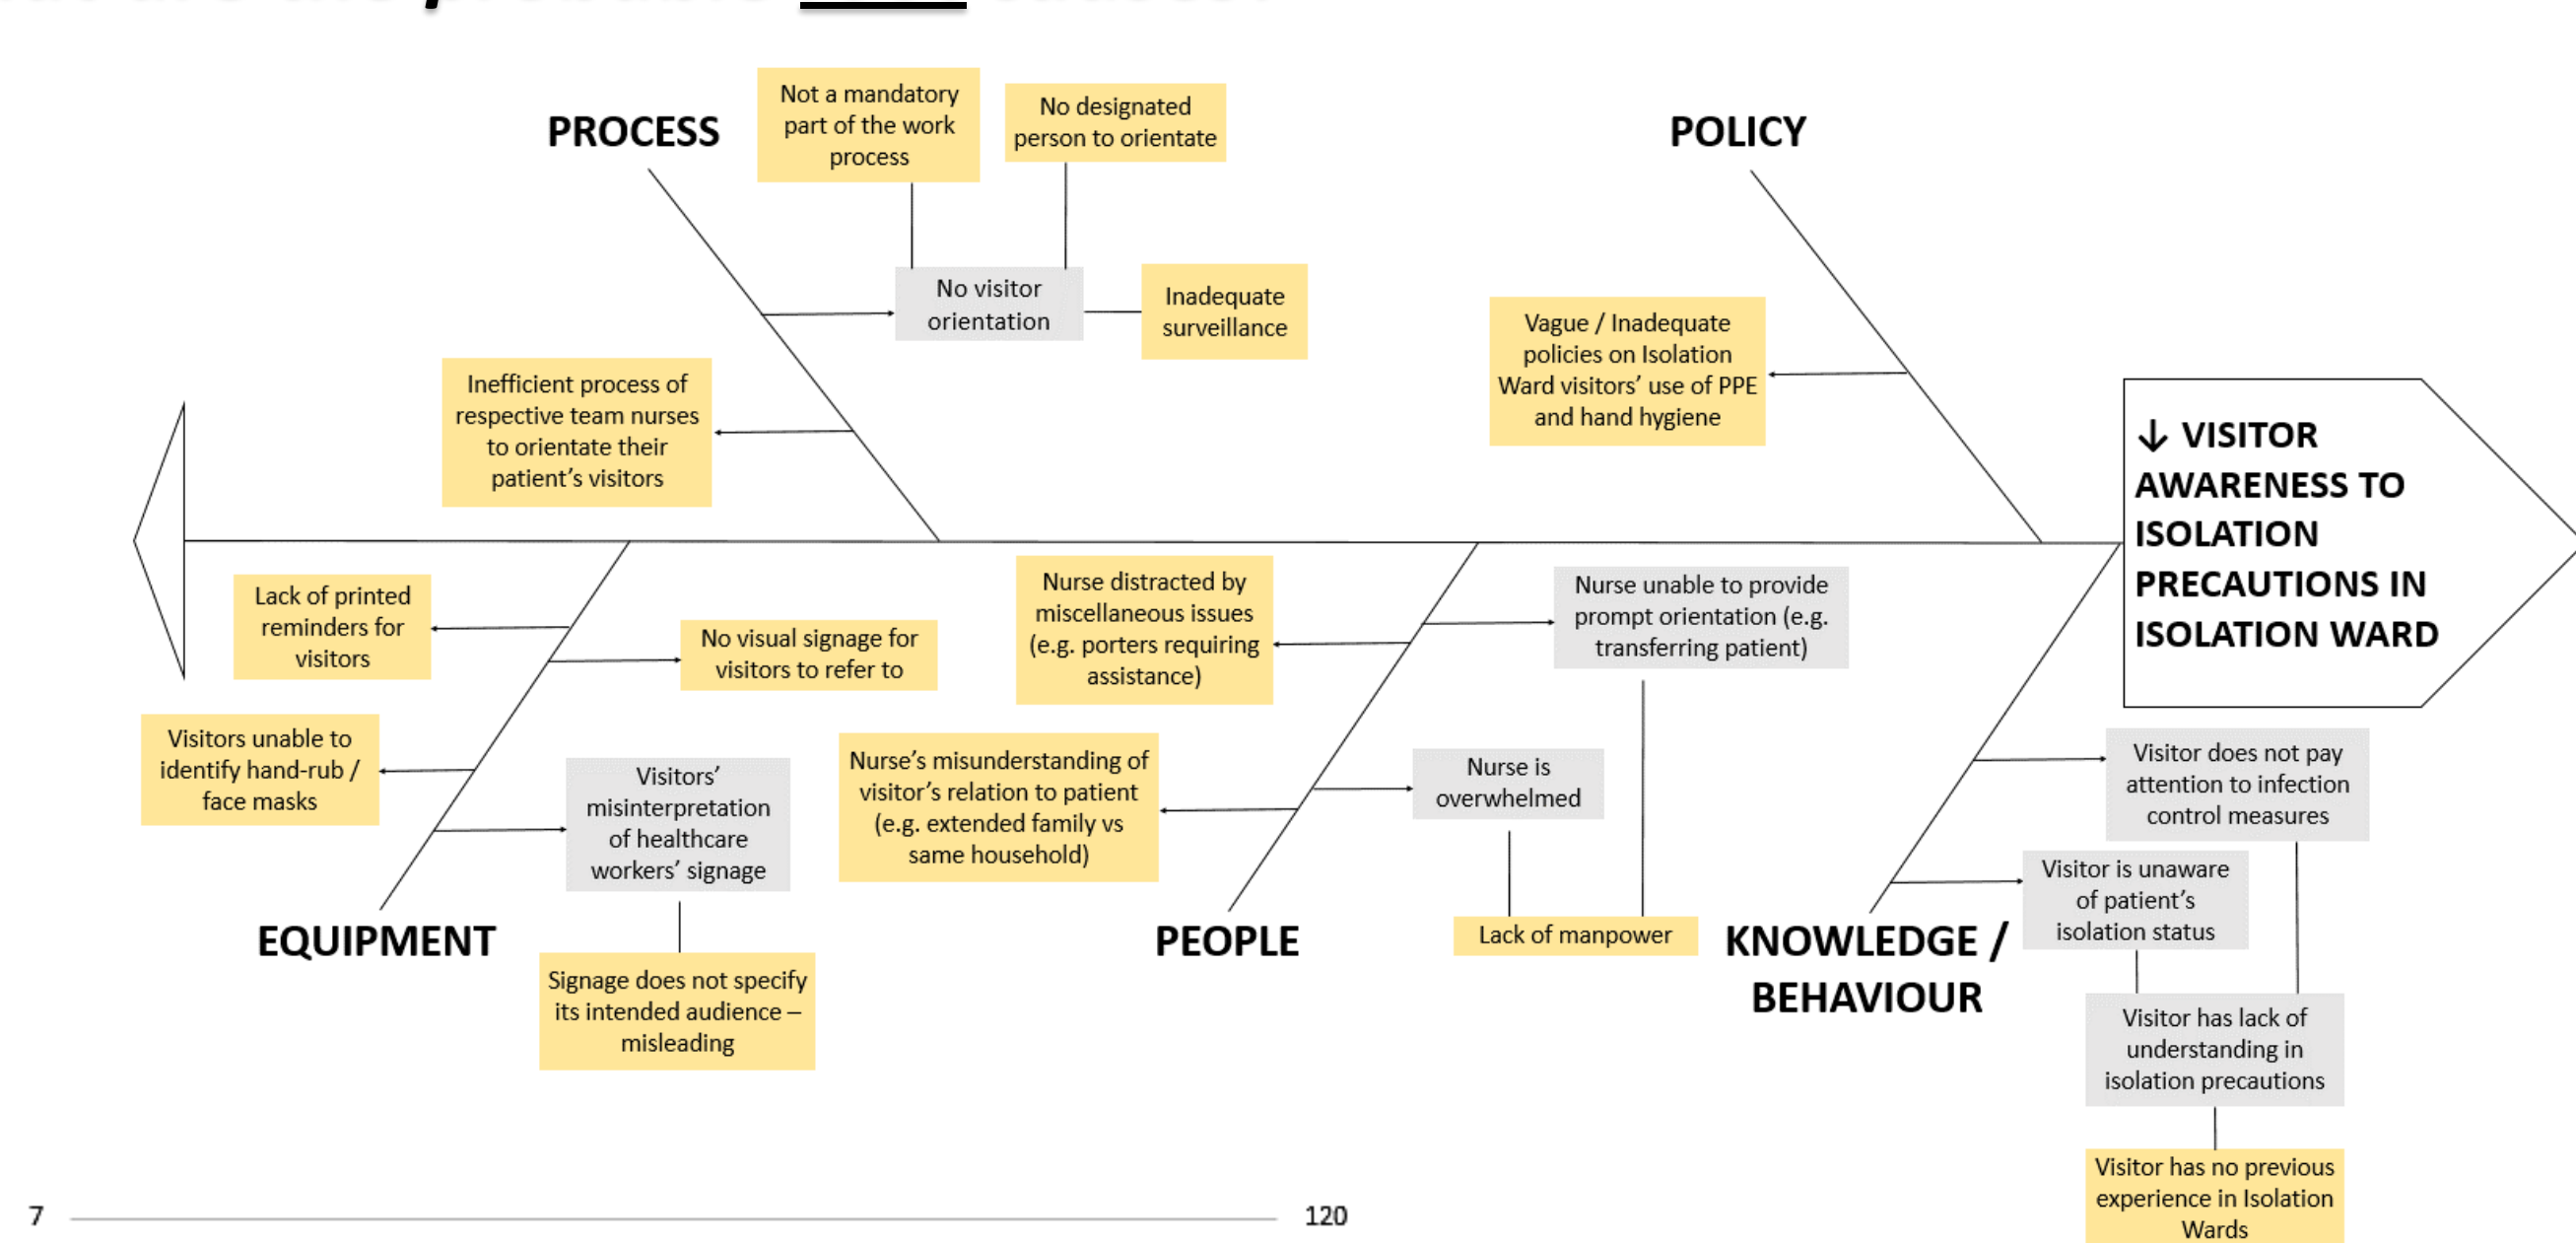 PROCESS
Not a mandatory
part of the work
process
No designated
person to orientate
No visitor
orientation
Inadequate
surveillance
Inefficient process of
respective team nurses
to orientate their
patient’s visitors
POLICY
Vague / Inadequate
policies on Isolation
Ward visitors’ use of PPE
and hand hygiene
↓ VISITOR
AWARENESS TO
ISOLATION
PRECAUTIONS IN
ISOLATION WARD
Lack of printed
reminders for
visitors
No visual signage for
visitors to refer to
Visitors unable to
identify hand-rub /
face masks
Visitors’
misinterpretation
of healthcare
workers’ signage
EQUIPMENT
Signage does not specify
its intended audience –
misleading
Nurse distracted by
miscellaneous issues
(e.g. porters requiring
assistance)
Nurse unable to provide
prompt orientation (e.g.
transferring patient)
Nurse’s misunderstanding of
visitor’s relation to patient
(e.g. extended family vs
same household)
Nurse is
overwhelmed
PEOPLE
Lack of manpower
Visitor does not pay
attention to infection
control measures
Visitor is unaware
of patient’s
isolation status
KNOWLEDGE /
BEHAVIOUR
Visitor has lack of
understanding in
isolation precautions
Visitor has no previous
experience in Isolation
Wards
7
120